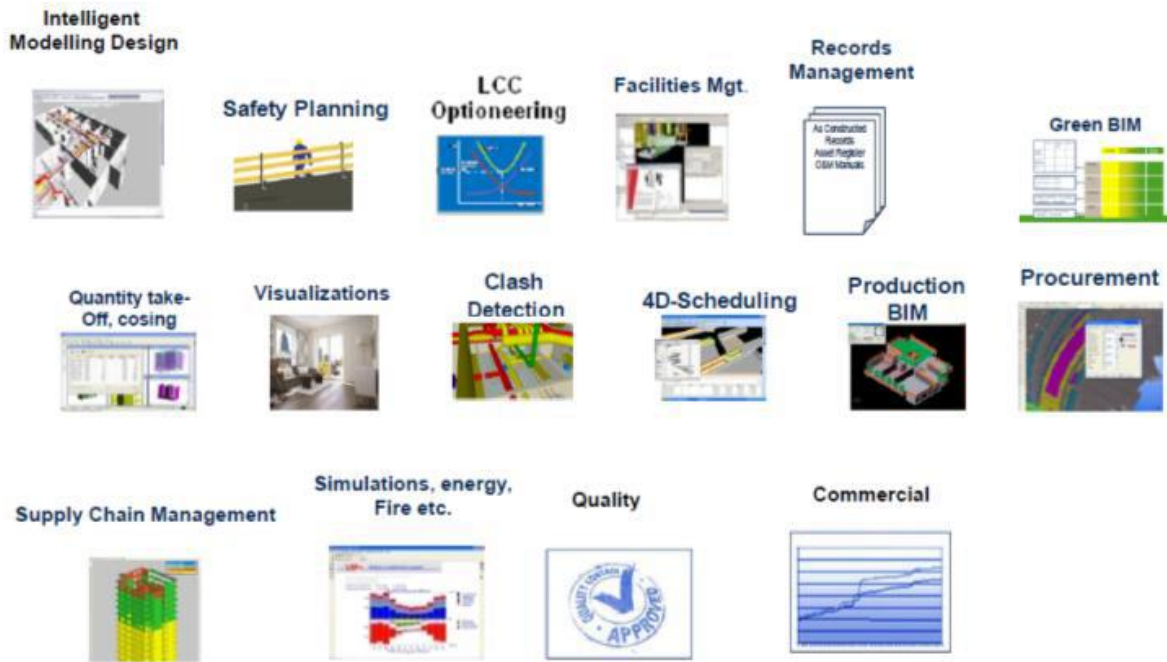 Intelligent
Modelling Design
Safety Planning
LCC
Optioneering
Facilities Mgt.
Records
Management
As Constructed
Records
Asset Register
O&M Manuals
Green BIM
Quantity take-
Off, cosing
Visualizations
Clash
Detection
4D-Scheduling
Production
BIM
Procurement
Supply Chain Management
Simulations, energy,
Fire etc.
Quality
QUALITY CONTROL
APPROVED
Commercial